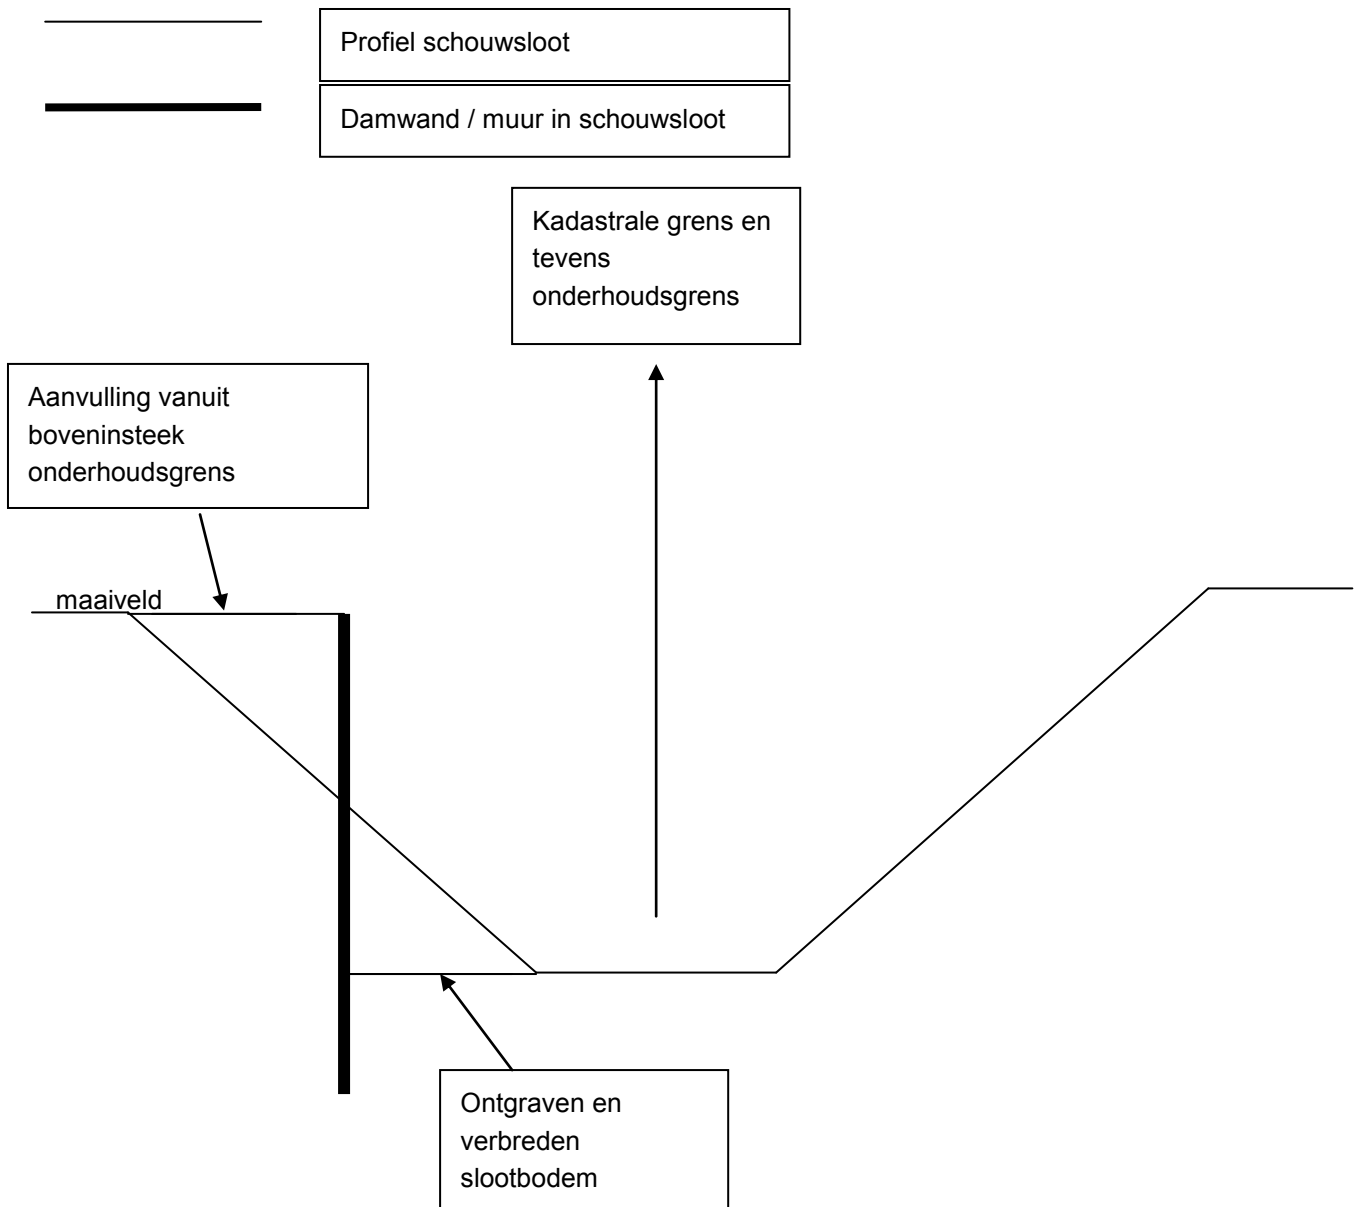 Profiel schouwsloot
Damwand / muur in schouwsloot
Kadastrale grens en
tevens
onderhoudsgrens
Aanvulling vanuit
boveninsteek
onderhoudsgrens
maaiveld
Ontgraven en
verbreden
slootbodem